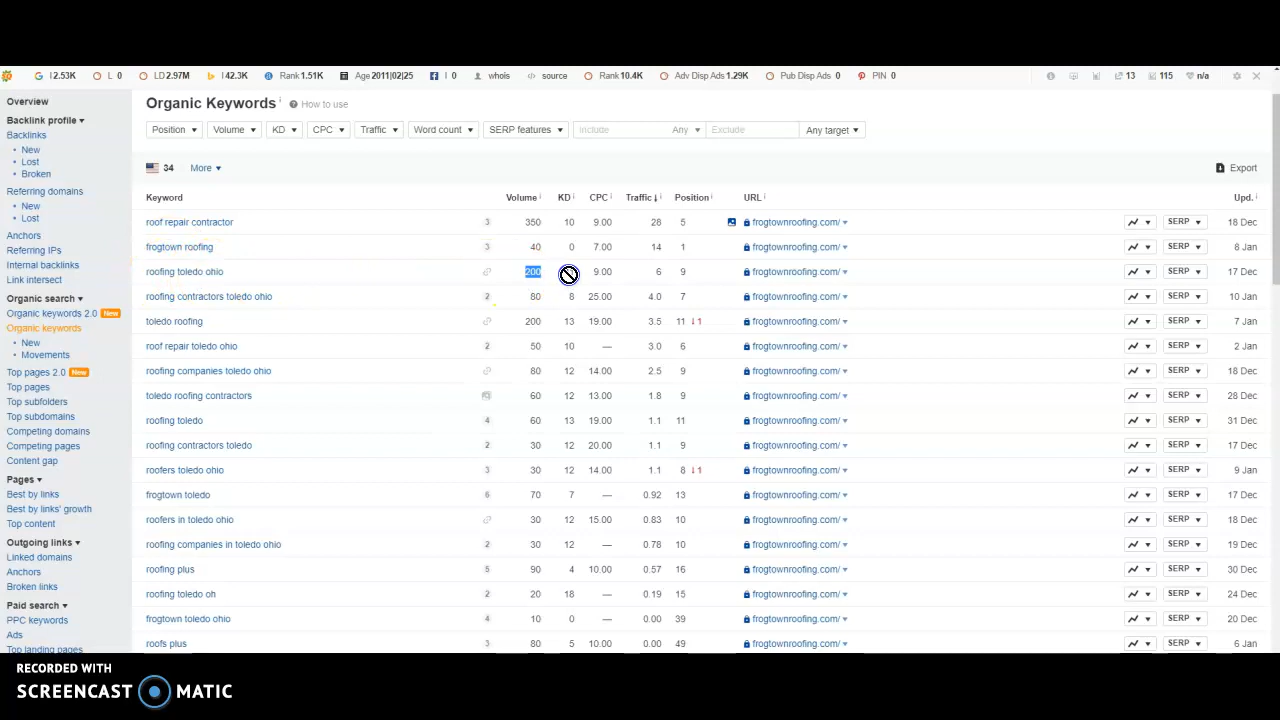 I 2.53K L 0 LD 2.97M I 42.3K Rank 1.51K Age 2011|02|25 I 0 whois source Rank 10.4K Adv Disp Ads 1.29K Pub Disp Ads 0 PIN 0 13 115 n/a
Overview
Backlink profile
Backlinks
New
Lost
Broken
Referring domains
New
Lost
Anchors
Referring IPs
Internal backlinks
Link intersect
Organic search
Organic keywords 2.0 New
Organic keywords
New
Movements
Top pages 2.0 New
Top pages
Top subfolders
Top subdomains
Competing domains
Competing pages
Content gap
Pages
Best by links
Best by links' growth
Top content
Outgoing links
Linked domains
Anchors
Broken links
Paid search
PPC keywords
Ads
Top landing pages
Organic Keywords i How to use
Position Volume KD CPC Traffic Word count SERP features Include Any Exclude Any target
34 More Export
Keyword Volume KD CPC Traffic ↓ Position URL Upd.
roof repair contractor 3 350 10 9.00 28 5 frogtownroofing.com/ SERP 18 Dec
frogtown roofing 3 40 0 7.00 14 1 frogtownroofing.com/ SERP 8 Jan
roofing toledo ohio 200 9.00 6 9 frogtownroofing.com/ SERP 17 Dec
roofing contractors toledo ohio 2 80 8 25.00 4.0 7 frogtownroofing.com/ SERP 10 Jan
toledo roofing 200 13 19.00 3.5 11 ↓1 frogtownroofing.com/ SERP 7 Jan
roof repair toledo ohio 2 50 10 — 3.0 6 frogtownroofing.com/ SERP 2 Jan
roofing companies toledo ohio 80 12 14.00 2.5 9 frogtownroofing.com/ SERP 18 Dec
toledo roofing contractors 60 12 13.00 1.8 9 frogtownroofing.com/ SERP 28 Dec
roofing toledo 4 60 13 19.00 1.1 11 frogtownroofing.com/ SERP 31 Dec
roofing contractors toledo 2 30 12 20.00 1.1 9 frogtownroofing.com/ SERP 17 Dec
roofers toledo ohio 3 30 12 14.00 1.1 8 ↓1 frogtownroofing.com/ SERP 9 Jan
frogtown toledo 6 70 7 — 0.92 13 frogtownroofing.com/ SERP 17 Dec
roofers in toledo ohio 30 12 15.00 0.83 10 frogtownroofing.com/ SERP 18 Dec
roofing companies in toledo ohio 2 30 12 — 0.78 10 frogtownroofing.com/ SERP 19 Dec
roofing plus 5 90 4 10.00 0.57 16 frogtownroofing.com/ SERP 30 Dec
roofing toledo oh 2 20 18 — 0.19 15 frogtownroofing.com/ SERP 24 Dec
frogtown toledo ohio 4 10 0 — 0.00 39 frogtownroofing.com/ SERP 20 Dec
roofs plus 5 80 5 10.00 0.00 49 frogtownroofing.com/ SERP 6 Jan
RECORDED WITH
SCREENCAST MATIC